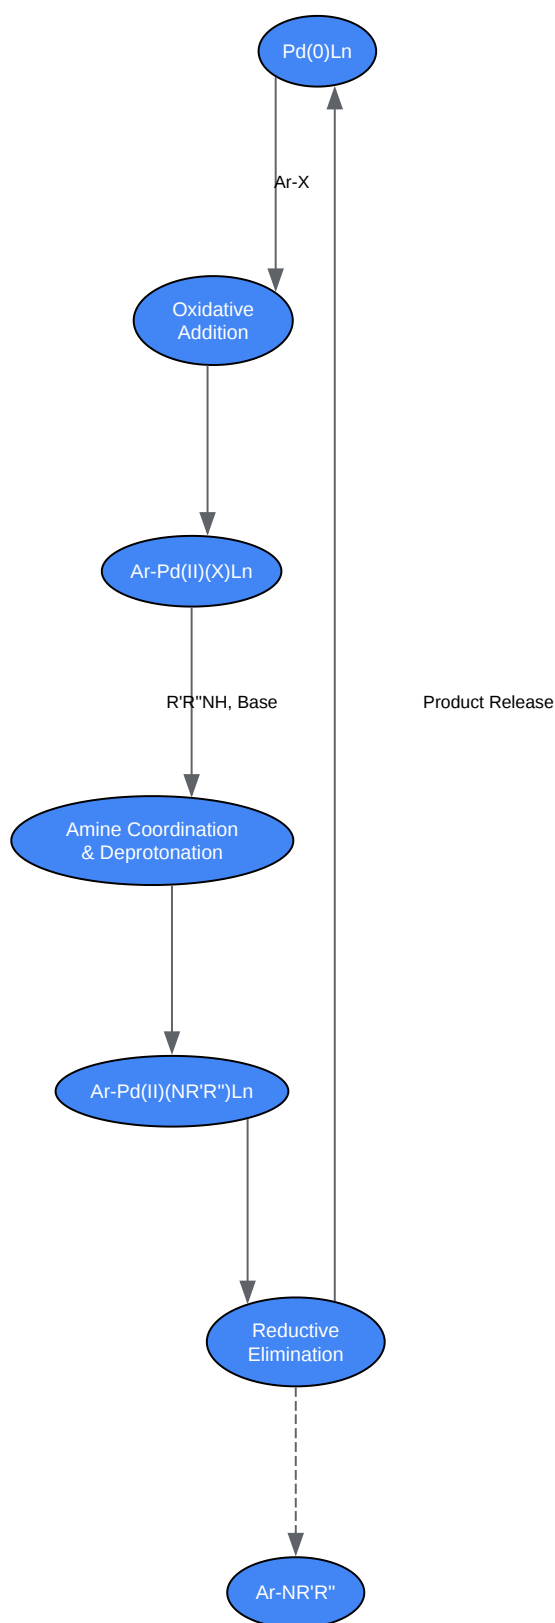 Pd(0)Ln
Ar-X
Oxidative
Addition
Ar-Pd(II)(X)Ln
R'R''NH, Base
Product Release
Amine Coordination
& Deprotonation
Ar-Pd(II)(NR'R'')Ln
Reductive
Elimination
Ar-NR'R''